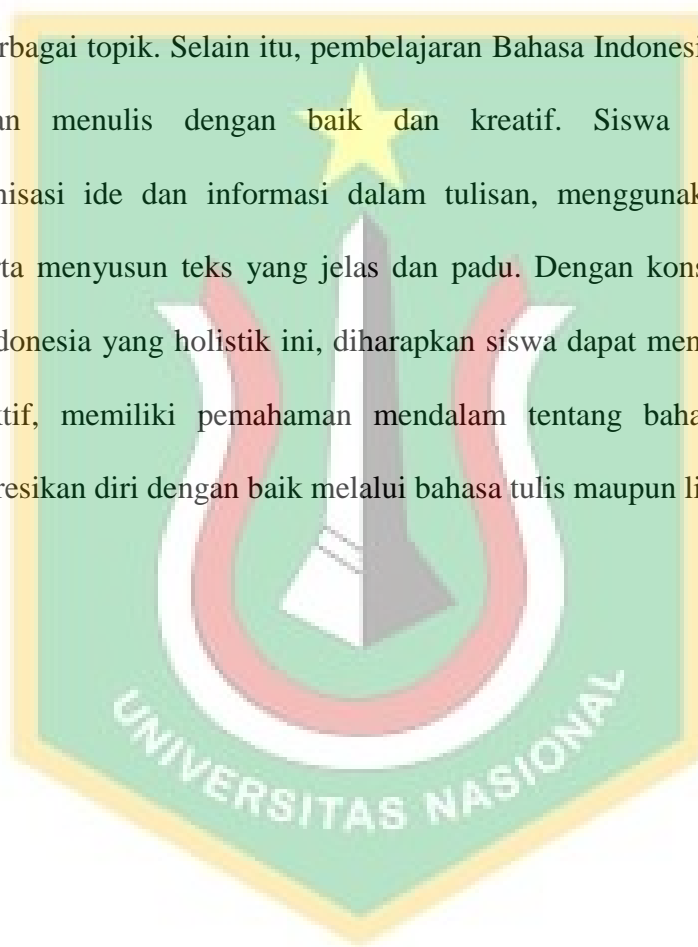 rbagai topik. Selain itu, pembelajaran Bahasa Indonesi
an menulis dengan baik dan kreatif. Siswa
nisasi ide dan informasi dalam tulisan, menggunak
rta menyusun teks yang jelas dan padu. Dengan kons
donesia yang holistik ini, diharapkan siswa dapat men
tif, memiliki pemahaman mendalam tentang baha
resikan diri dengan baik melalui bahasa tulis maupun li
UNIVERSITAS NASIONAL